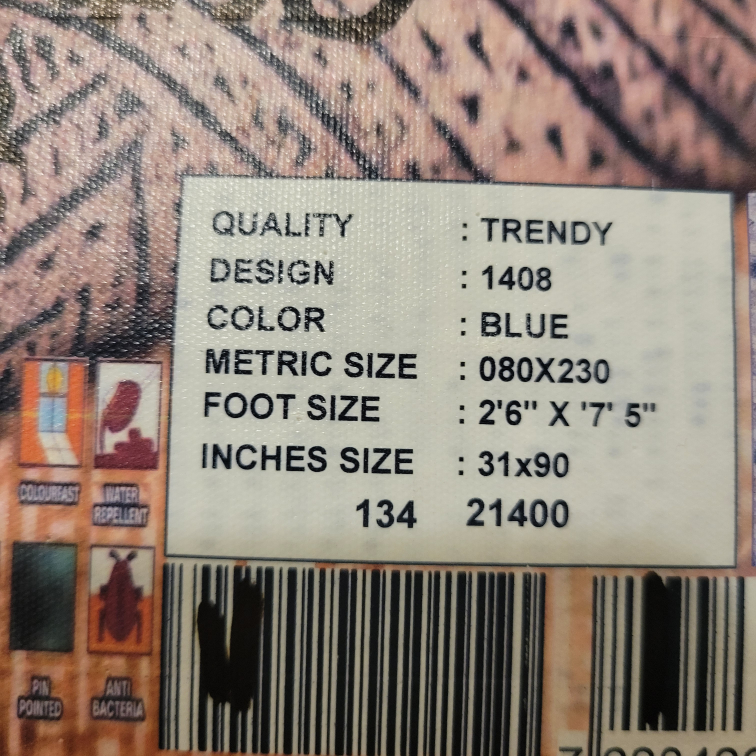 QUALITY : TRENDY
DESIGN : 1408
COLOR : BLUE
METRIC SIZE : 080X230
FOOT SIZE : 2'6" X '7' 5"
INCHES SIZE : 31x90
134 21400
COLOURFAST
WATER
REPELLENT
PIN
POINTED
ANTI
BACTERIA